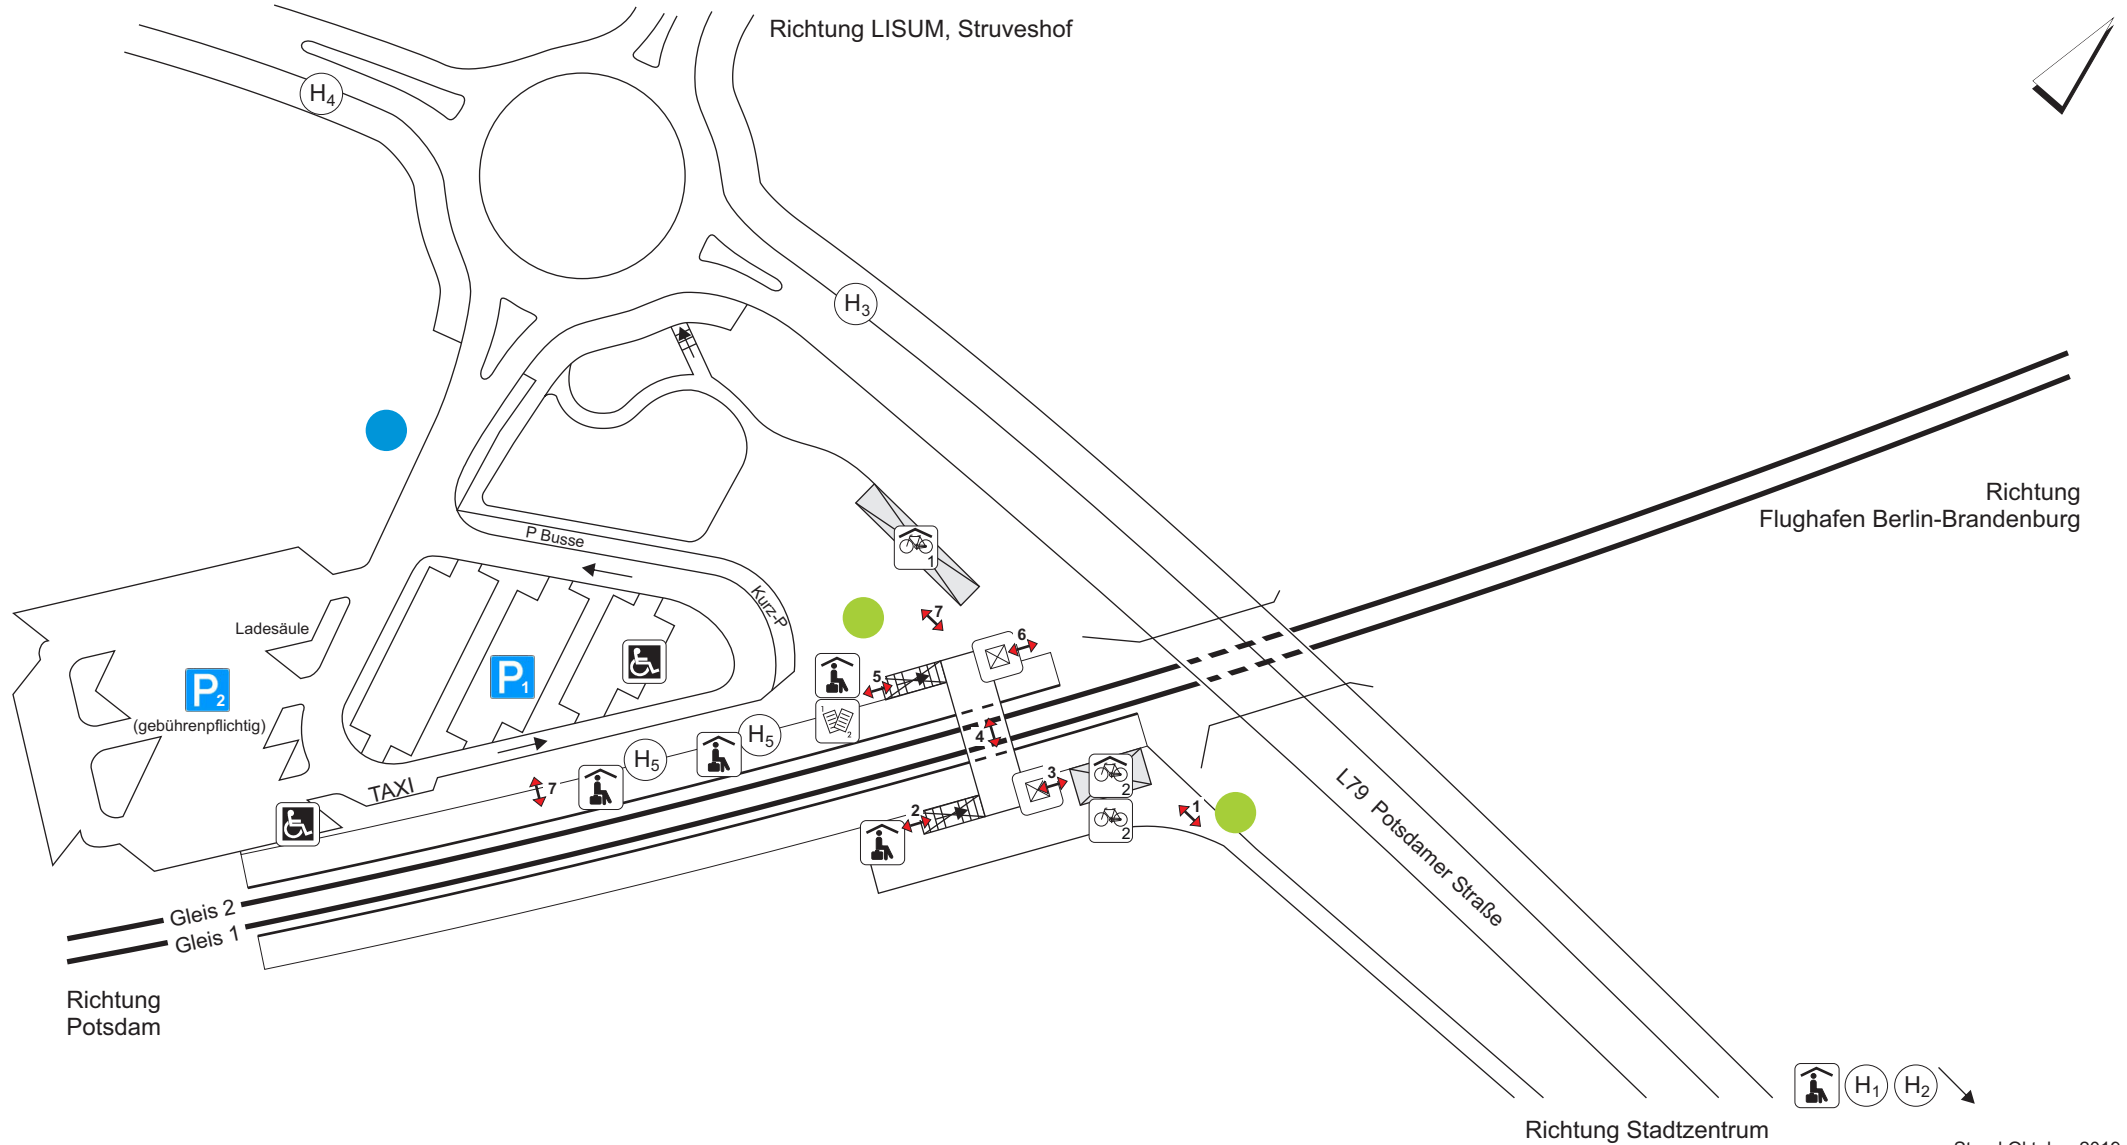 Richtung LISUM, Struveshof
H4
H3
Richtung
Flughafen Berlin-Brandenburg
P Busse
1
Kurz-P
7
Ladesäule
6
P2
P1
5
(gebührenpflichtig)
1
2
H5
H5
4
3
TAXI
7
2
2
2
1
L79 Potsdamer Straße
Gleis 2
Gleis 1
Richtung
Potsdam
H1
H2
Richtung Stadtzentrum